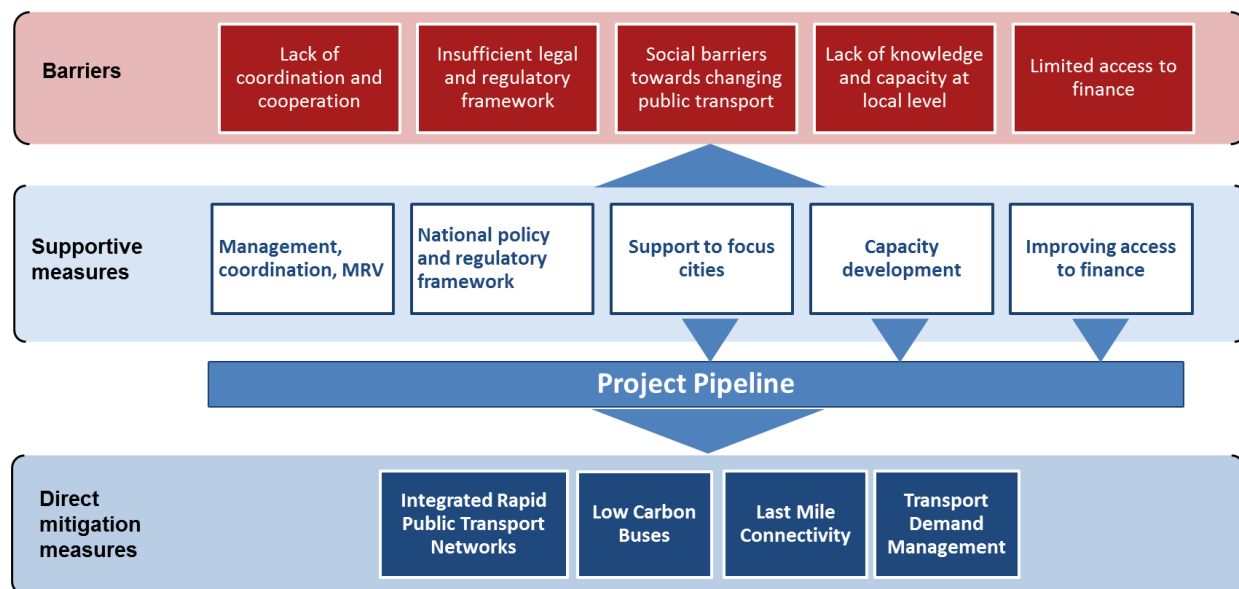 Barriers
Lack of
coordination and
cooperation
Insufficient legal
and regulatory
framework
Social barriers
towards changing
public transport
Lack of knowledge
and capacity at
local level
Limited access to
finance
Supportive
measures
Management,
coordination, MRV
National policy
and regulatory
framework
Support to focus
cities
Capacity
development
Improving access
to finance
Project Pipeline
Direct
mitigation
measures
Integrated Rapid
Public Transport
Networks
Low Carbon
Buses
Last Mile
Connectivity
Transport
Demand
Management